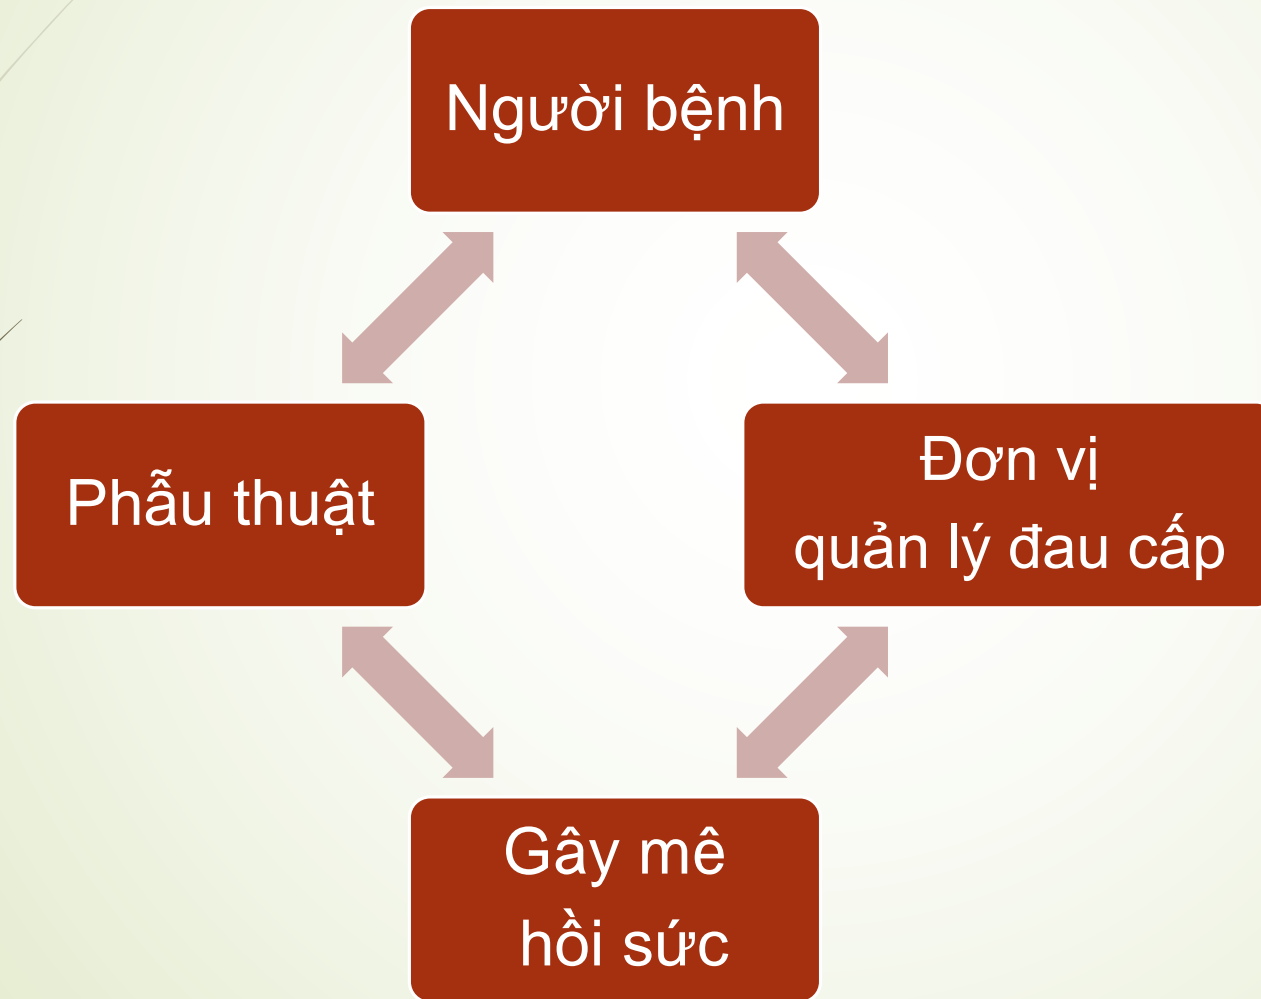 Người bệnh
Phẫu thuật
Đơn vị
quản lý đau cấp
Gây mê
hồi sức